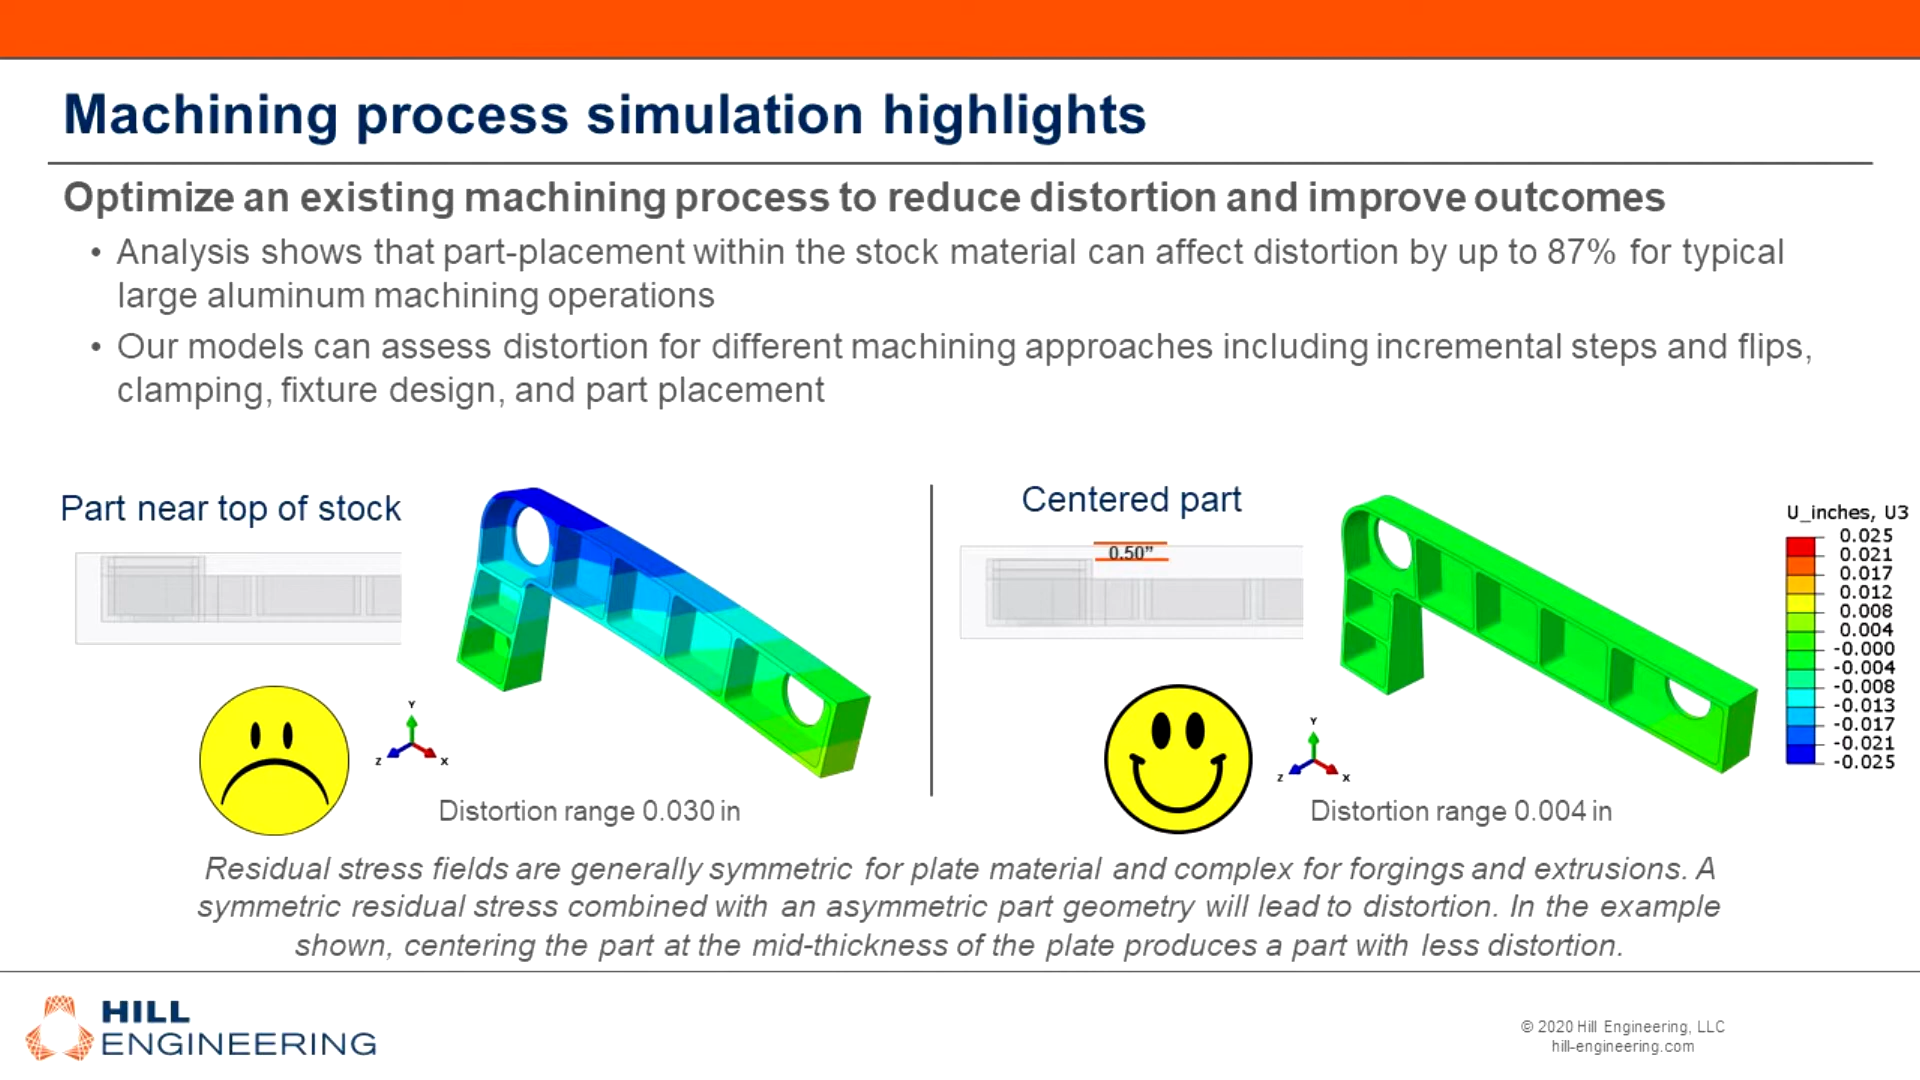 Machining process simulation highlights
Optimize an existing machining process to reduce distortion and improve outcomes
• Analysis shows that part-placement within the stock material can affect distortion by up to 87% for typical
large aluminum machining operations
• Our models can assess distortion for different machining approaches including incremental steps and flips,
clamping, fixture design, and part placement
Part near top of stock
Y
Z
X
Distortion range 0.030 in
Centered part
0.50”
Y
Z
X
Distortion range 0.004 in
U_inches, U3
0.025
0.021
0.017
0.012
0.008
0.004
-0.000
-0.004
-0.008
-0.013
-0.017
-0.021
-0.025
Residual stress fields are generally symmetric for plate material and complex for forgings and extrusions. A
symmetric residual stress combined with an asymmetric part geometry will lead to distortion. In the example
shown, centering the part at the mid-thickness of the plate produces a part with less distortion.
HILL
ENGINEERING
© 2020 Hill Engineering, LLC
hill-engineering.com